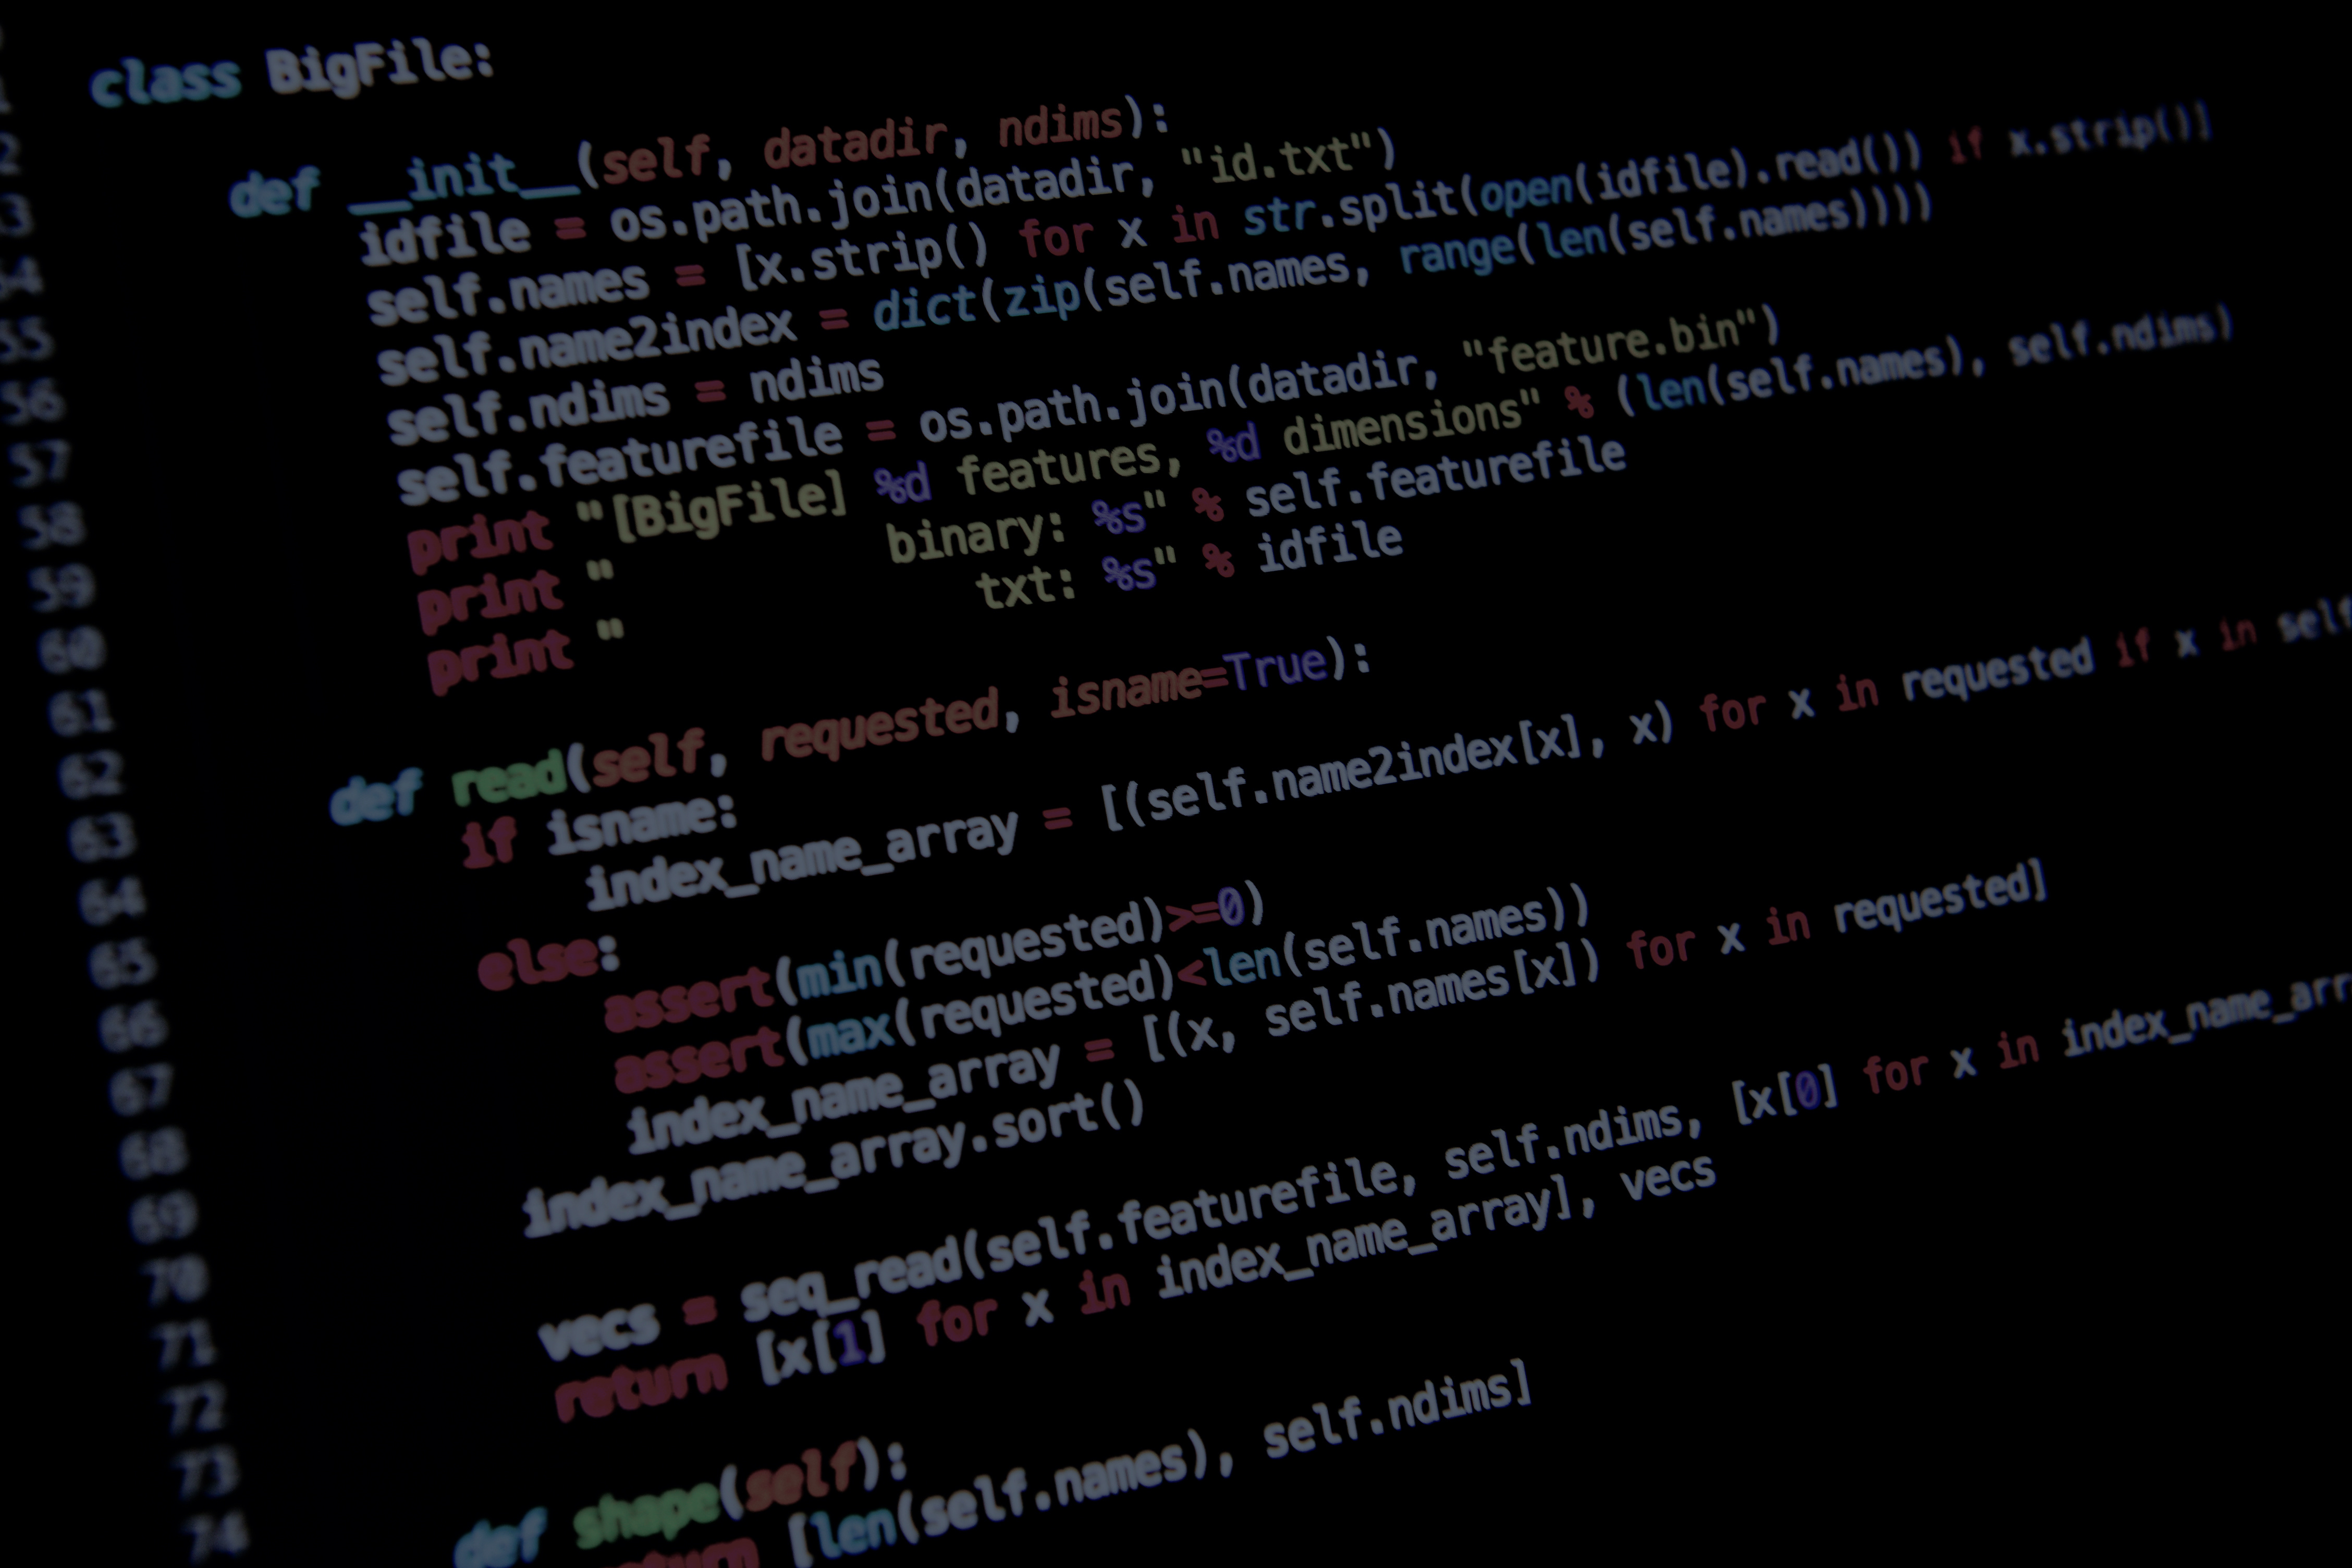 class BigFile:
def __init__(self, datadir, ndims):
idfile = os.path.join(datadir, "id.txt")
self.names = [x.strip() for x in str.split(open(idfile).read()) if x.strip()]
self.name2index = dict(zip(self.names, range(len(self.names))))
self.ndims = ndims
self.featurefile = os.path.join(datadir, "feature.bin")
print "[BigFile] %d features, %d dimensions" % (len(self.names), self.ndims)
print " binary: %s" % self.featurefile
print " txt: %s" % idfile
def read(self, requested, isname=True):
if isname:
index_name_array = [(self.name2index[x], x) for x in requested if x in self
else:
assert(min(requested)>=0)
assert(max(requested)<len(self.names))
index_name_array = [(x, self.names[x]) for x in requested]
index_name_array.sort()
vecs = seq_read(self.featurefile, self.ndims, [x[0] for x in index_name_arr
return [x[1] for x in index_name_array], vecs
def shape(self):
return [len(self.names), self.ndims]
55
56
57
58
59
60
61
62
63
64
65
66
67
68
69
70
71
72
73
74